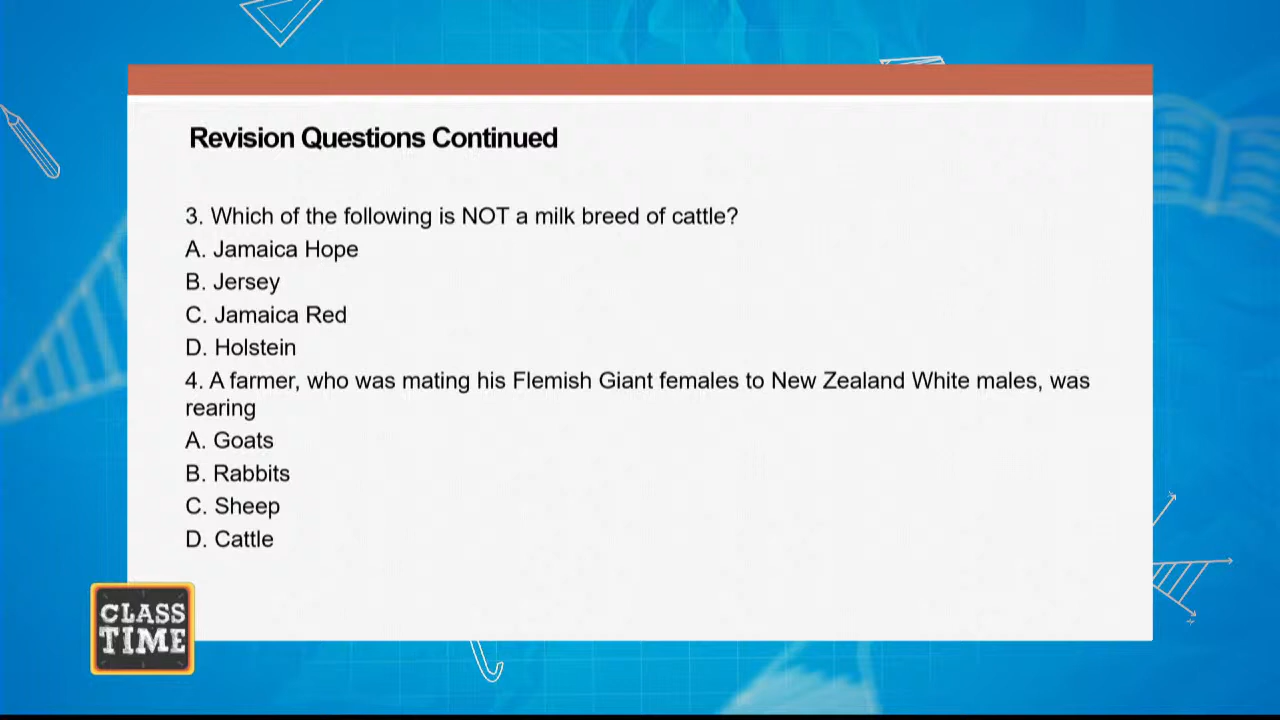 Revision Questions Continued
3. Which of the following is NOT a milk breed of cattle?
A. Jamaica Hope
B. Jersey
C. Jamaica Red
D. Holstein
4. A farmer, who was mating his Flemish Giant females to New Zealand White males, was
rearing
A. Goats
B. Rabbits
C. Sheep
D. Cattle
CLASS
TIME